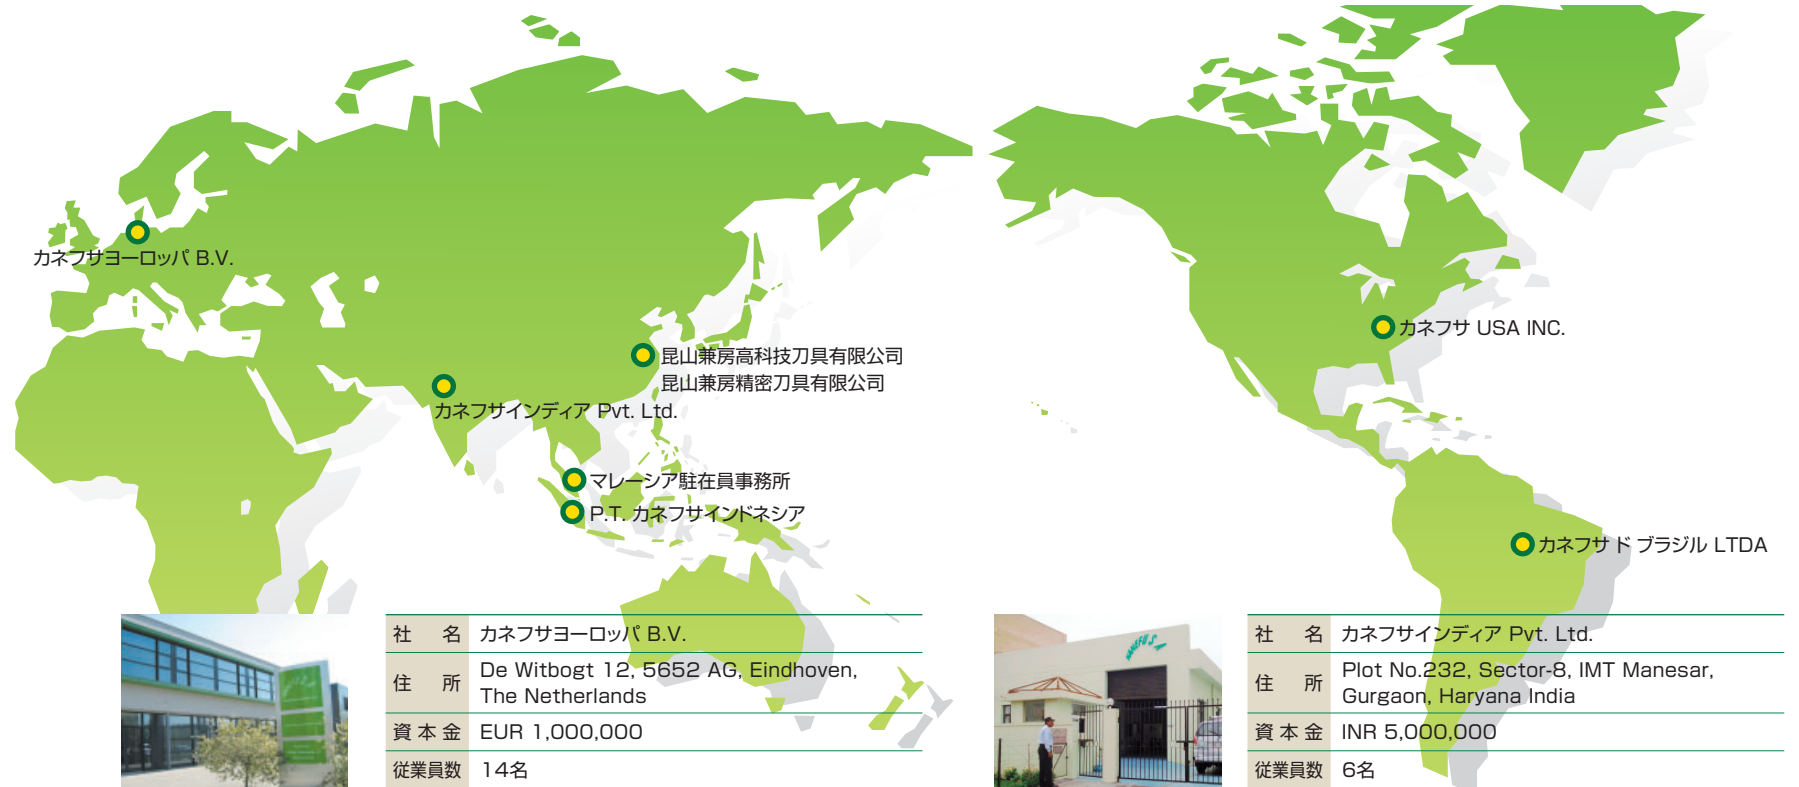 カネフサヨーロッパ B.V.
カネフサ USA INC.
昆山兼房高科技刀具有限公司
昆山兼房精密刀具有限公司
カネフサインディア Pvt. Ltd.
マレーシア駐在員事務所
P.T. カネフサインドネシア
カネフサ ド ブラジル LTDA
社 名 カネフサヨーロッパ B.V.
住 所 De Witbogt 12, 5652 AG, Eindhoven,
The Netherlands
資本金 EUR 1,000,000
従業員数 14名
KANEFUSA
社 名 カネフサインディア Pvt. Ltd.
住 所 Plot No.232, Sector-8, IMT Manesar,
Gurgaon, Haryana India
資本金 INR 5,000,000
従業員数 6名